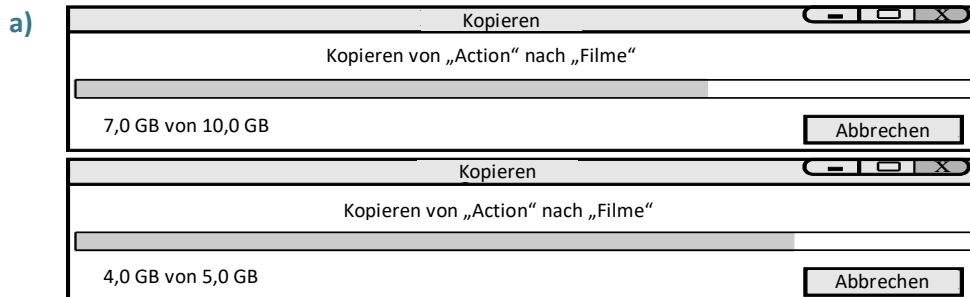 a)
Kopieren
Kopieren von „Action“ nach „Filme“
7,0 GB von 10,0 GB
Abbrechen
Kopieren
Kopieren von „Action“ nach „Filme“
4,0 GB von 5,0 GB
Abbrechen